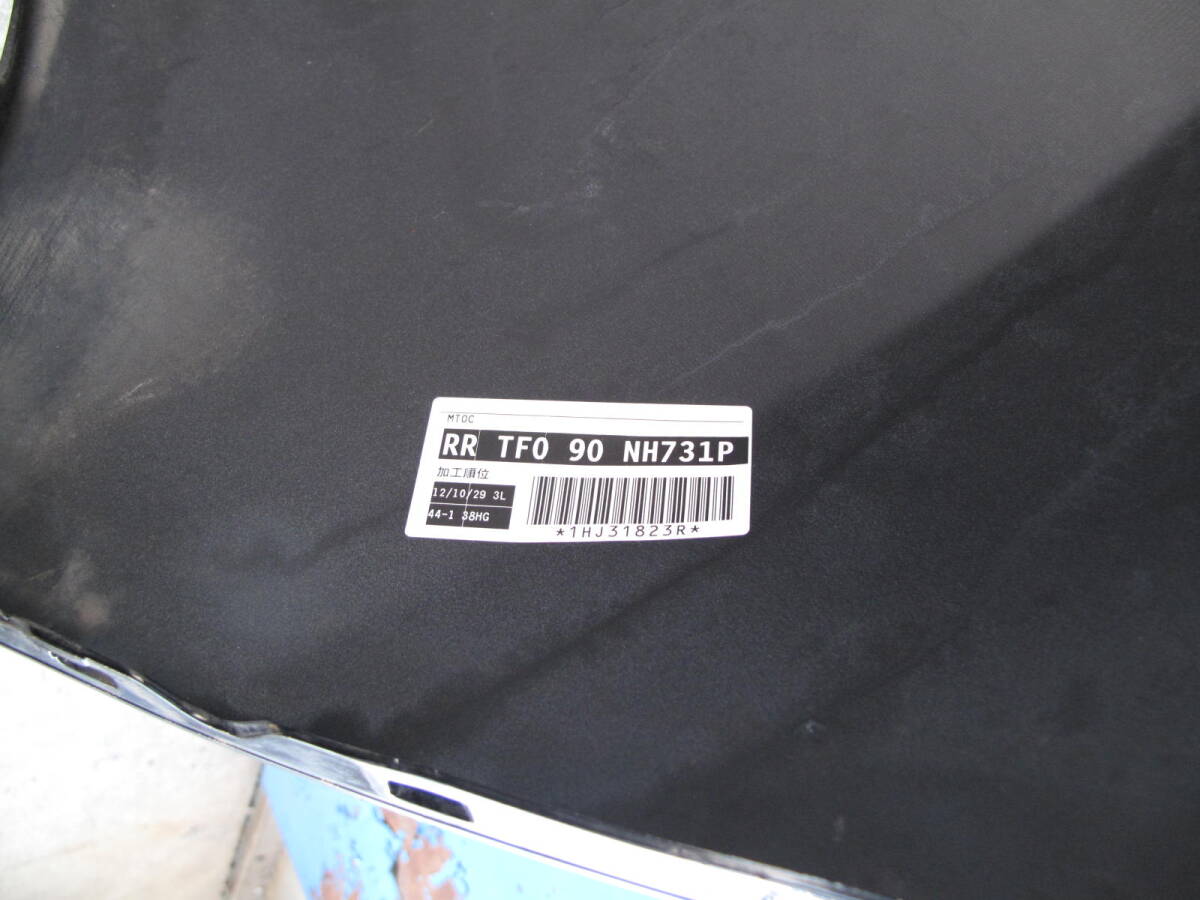 MTOC
RR TF0 90 NH731P
加工順位
12/10/29 3L
44-1 38HG
*1HJ31823R*